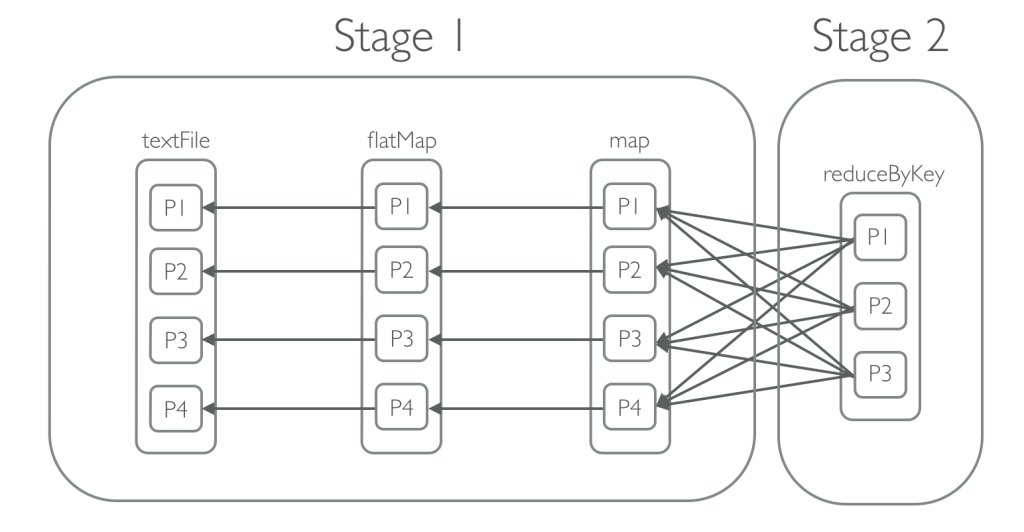 Stage 1
Stage 2
textFile
P1
P2
P3
P4
flatMap
P1
P2
P3
P4
map
P1
P2
P3
P4
reduceByKey
P1
P2
P3